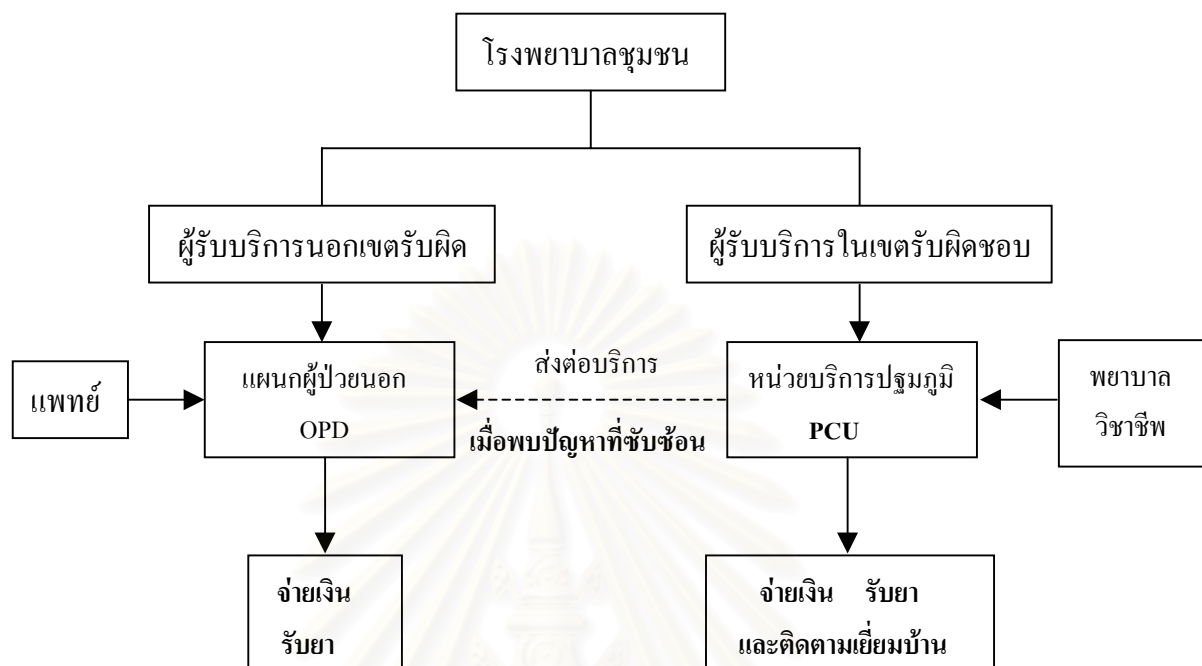 โรงพยาบาลชุมชน
ผู้รับบริการนอกเขตรับผิด
ผู้รับบริการในเขตรับผิดชอบ
แพทย์
แผนกผู้ป่วยนอก
OPD
ส่งต่อบริการ
เมื่อพบปัญหาที่ซับซ้อน
หน่วยบริการปฐมภูมิ
PCU
พยาบาล
วิชาชีพ
จ่ายเงิน
รับยา
จ่ายเงิน รับยา
และติดตามเยี่ยมบ้าน